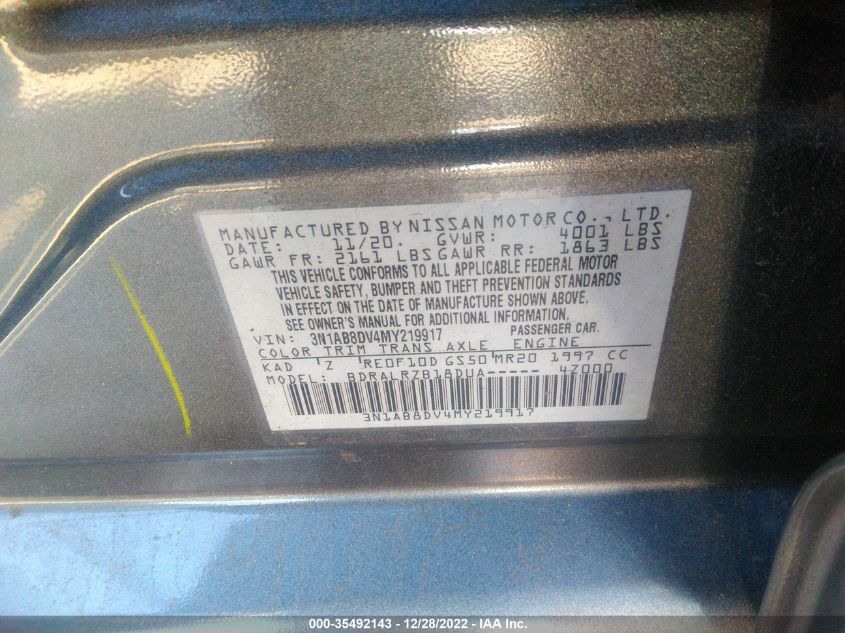 MANUFACTURED BY NISSAN MOTOR CO., LTD.
DATE: 11/20. GVWR: 4001 LBS
GAWR FR: 2161 LBS GAWR RR: 1863 LBS
THIS VEHICLE CONFORMS TO ALL APPLICABLE FEDERAL MOTOR
VEHICLE SAFETY, BUMPER AND THEFT PREVENTION STANDARDS
IN EFFECT ON THE DATE OF MANUFACTURE SHOWN ABOVE.
SEE OWNER'S MANUAL FOR ADDITIONAL INFORMATION.
VIN: 3N1AB8DV4MY219917 PASSENGER CAR.
COLOR TRIM TRANS AXLE ENGINE
KAD Z RE0F10D GS50 MR20 1997 CC
MODEL: BDRALRZB18DUA----- 47000
3N1AB8DV4MY219917
000-35492143 - 12/28/2022 - IAA Inc.